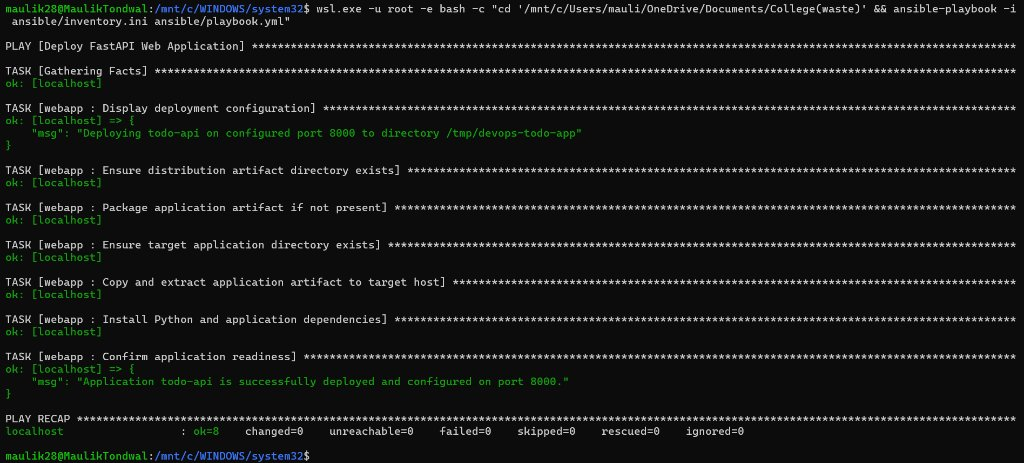 maulik28@MaulikTondwal:/mnt/c/WINDOWS/system32$ wsl.exe -u root -e bash -c "cd '/mnt/c/Users/mauli/OneDrive/Documents/College(waste)' && ansible-playbook -i
 ansible/inventory.ini ansible/playbook.yml"

PLAY [Deploy FastAPI Web Application] **********************************************************************************************************************

TASK [Gathering Facts] *************************************************************************************************************************************
ok: [localhost]

TASK [webapp : Display deployment configuration] ***********************************************************************************************************
ok: [localhost] => {
    "msg": "Deploying todo-api on configured port 8000 to directory /tmp/devops-todo-app"
}

TASK [webapp : Ensure distribution artifact directory exists] **********************************************************************************************
ok: [localhost]

TASK [webapp : Package application artifact if not present] ************************************************************************************************
ok: [localhost]

TASK [webapp : Ensure target application directory exists] *************************************************************************************************
ok: [localhost]

TASK [webapp : Copy and extract application artifact to target host] ***************************************************************************************
ok: [localhost]

TASK [webapp : Install Python and application dependencies] ************************************************************************************************
ok: [localhost]

TASK [webapp : Confirm application readiness] **************************************************************************************************************
ok: [localhost] => {
    "msg": "Application todo-api is successfully deployed and configured on port 8000."
}

PLAY RECAP *************************************************************************************************************************************************
localhost                  : ok=8    changed=0    unreachable=0    failed=0    skipped=0    rescued=0    ignored=0

maulik28@MaulikTondwal:/mnt/c/WINDOWS/system32$